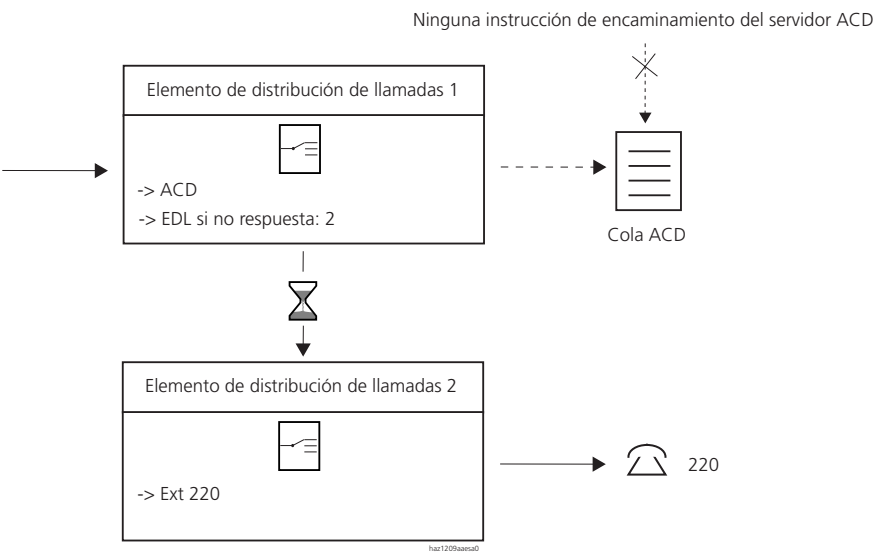 Ninguna instrucción de encaminamiento del servidor ACD
Elemento de distribución de llamadas 1
-> ACD
-> EDL si no respuesta: 2
Cola ACD
Elemento de distribución de llamadas 2
-> Ext 220
220
haz1209aaesa0